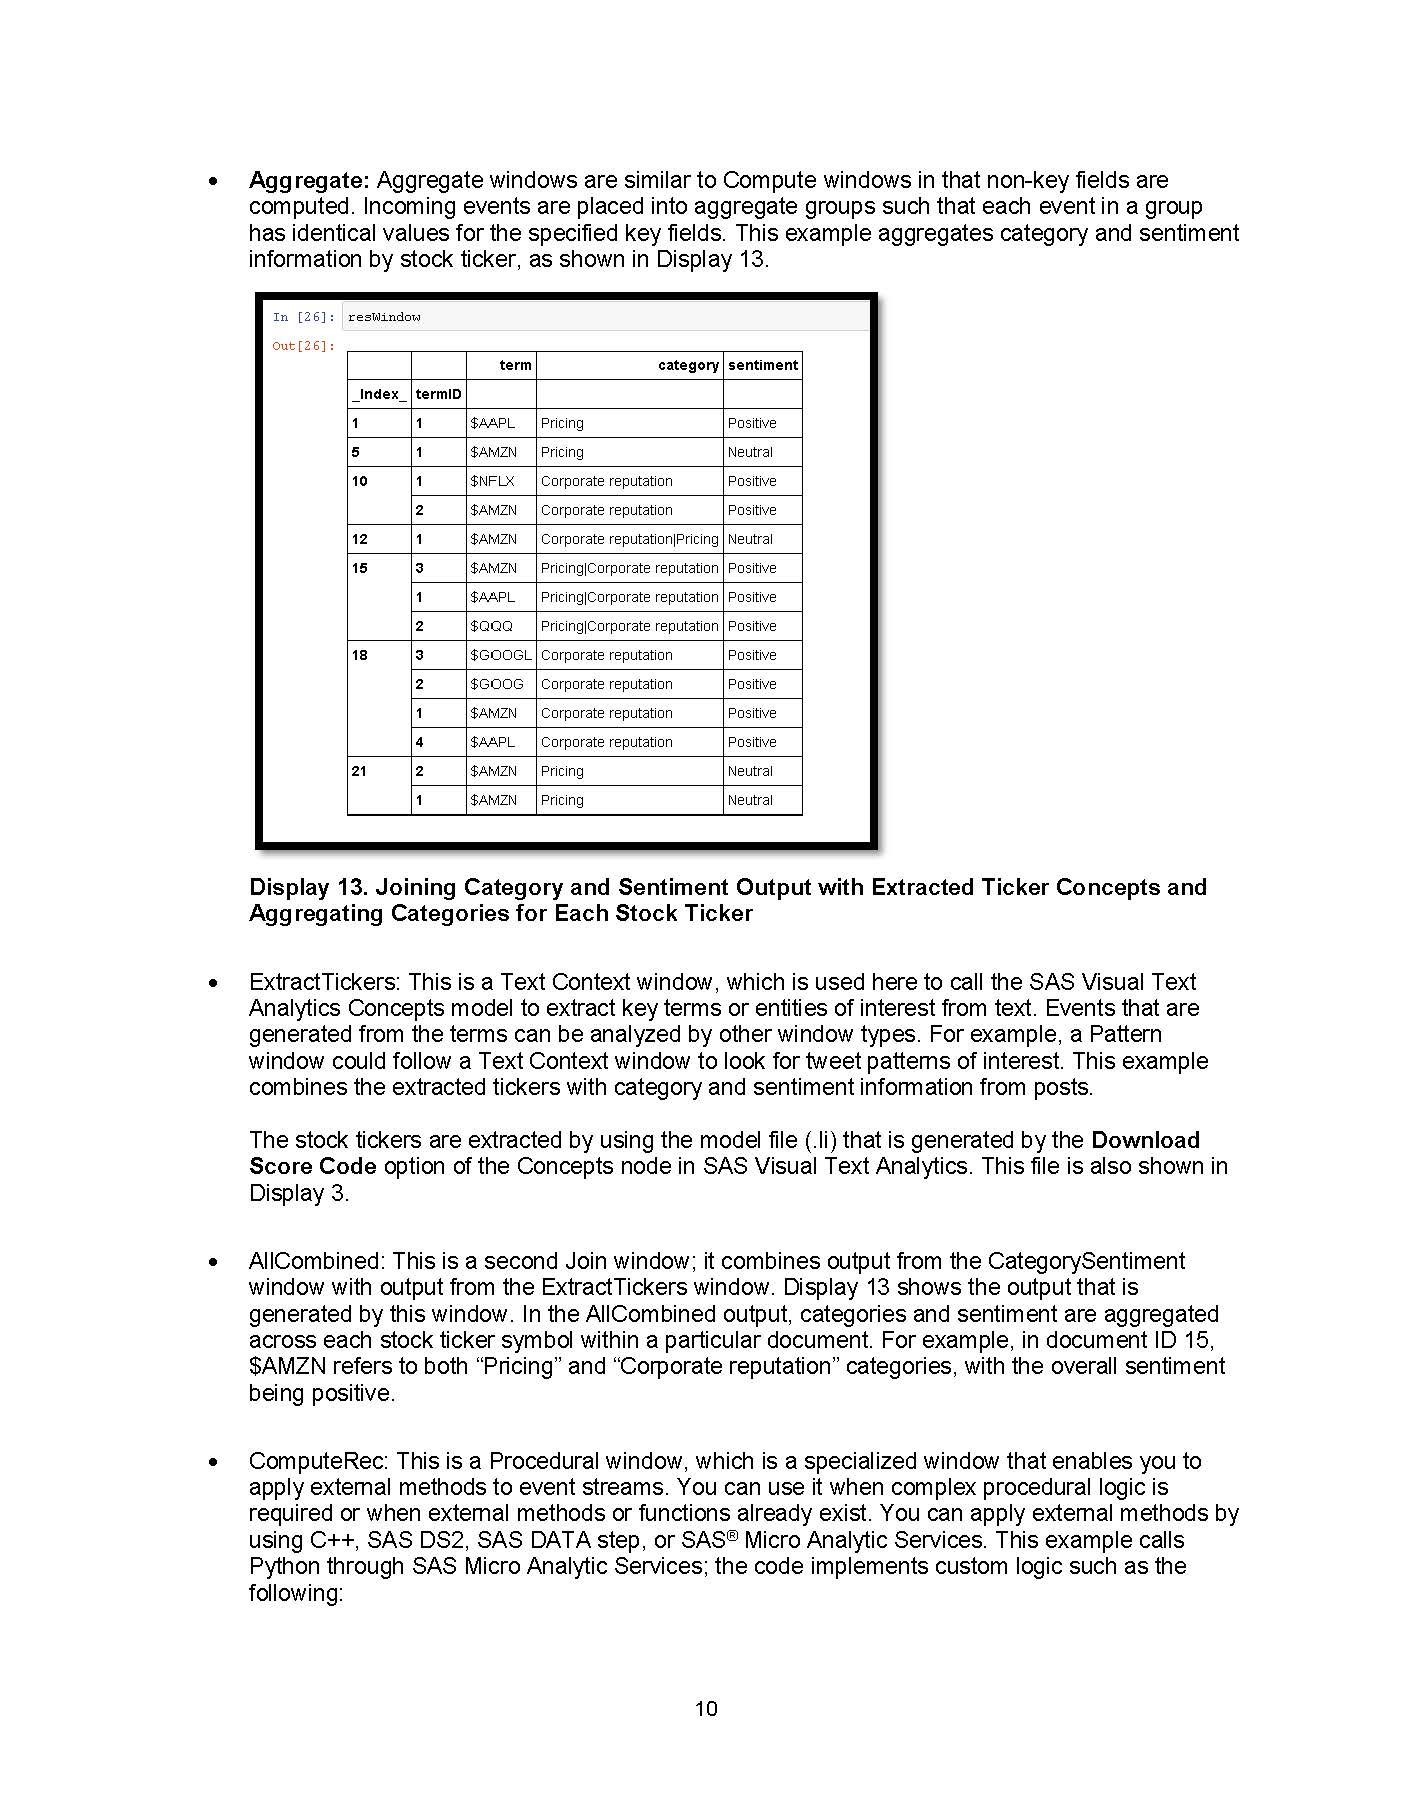 • Aggregate: Aggregate windows are similar to Compute windows in that non-key fields are
computed. Incoming events are placed into aggregate groups such that each event in a group
has identical values for the specified key fields. This example aggregates category and sentiment
information by stock ticker, as shown in Display 13.
In [26]: resWindow
Out[26]:
term category sentiment
_Index_ termID
1 1 $AAPL Pricing Positive
5 1 $AMZN Pricing Neutral
10 1 $NFLX Corporate reputation Positive
2 $AMZN Corporate reputation Positive
12 1 $AMZN Corporate reputation|Pricing Neutral
15 3 $AMZN Pricing|Corporate reputation Positive
1 $AAPL Pricing|Corporate reputation Positive
2 $QQQ Pricing|Corporate reputation Positive
18 3 $GOOGL Corporate reputation Positive
2 $GOOG Corporate reputation Positive
1 $AMZN Corporate reputation Positive
4 $AAPL Corporate reputation Positive
21 2 $AMZN Pricing Neutral
1 $AMZN Pricing Neutral
Display 13. Joining Category and Sentiment Output with Extracted Ticker Concepts and
Aggregating Categories for Each Stock Ticker
• ExtractTickers: This is a Text Context window, which is used here to call the SAS Visual Text
Analytics Concepts model to extract key terms or entities of interest from text. Events that are
generated from the terms can be analyzed by other window types. For example, a Pattern
window could follow a Text Context window to look for tweet patterns of interest. This example
combines the extracted tickers with category and sentiment information from posts.
The stock tickers are extracted by using the model file (.li) that is generated by the Download
Score Code option of the Concepts node in SAS Visual Text Analytics. This file is also shown in
Display 3.
• AllCombined: This is a second Join window; it combines output from the CategorySentiment
window with output from the ExtractTickers window. Display 13 shows the output that is
generated by this window. In the AllCombined output, categories and sentiment are aggregated
across each stock ticker symbol within a particular document. For example, in document ID 15,
$AMZN refers to both “Pricing” and “Corporate reputation” categories, with the overall sentiment
being positive.
• ComputeRec: This is a Procedural window, which is a specialized window that enables you to
apply external methods to event streams. You can use it when complex procedural logic is
required or when external methods or functions already exist. You can apply external methods by
using C++, SAS DS2, SAS DATA step, or SAS® Micro Analytic Services. This example calls
Python through SAS Micro Analytic Services; the code implements custom logic such as the
following:
10